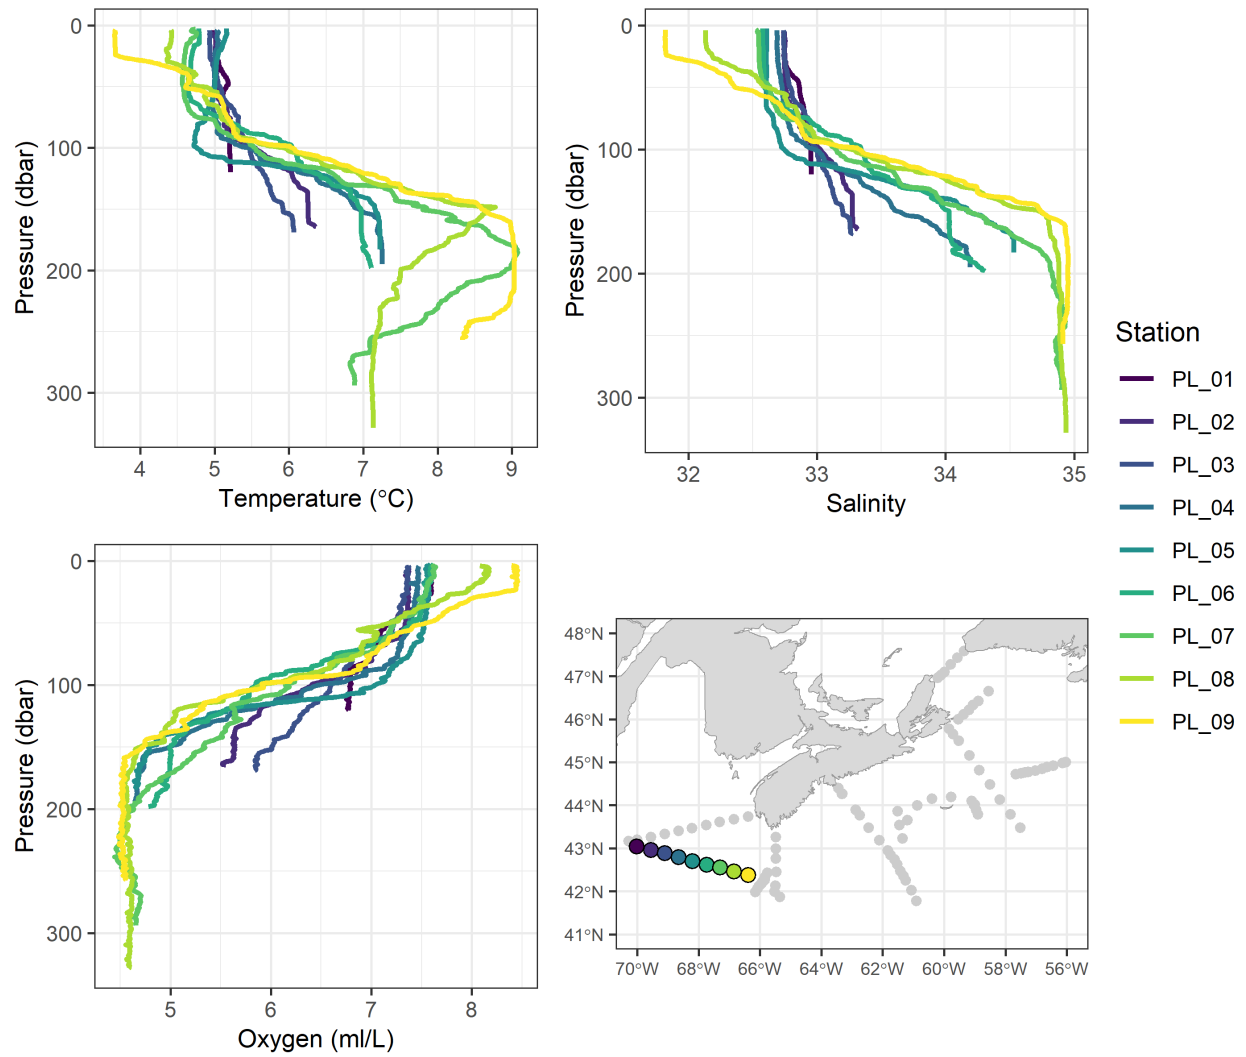 0
100
200
300
Pressure (dbar)
4 5 6 7 8 9
Temperature (°C)
0
100
200
300
Pressure (dbar)
32 33 34 35
Salinity
0
100
200
300
Pressure (dbar)
5 6 7 8
Oxygen (ml/L)
48°N
47°N
46°N
45°N
44°N
43°N
42°N
41°N
70°W 68°W 66°W 64°W 62°W 60°W 58°W 56°W
Station
PL_01
PL_02
PL_03
PL_04
PL_05
PL_06
PL_07
PL_08
PL_09